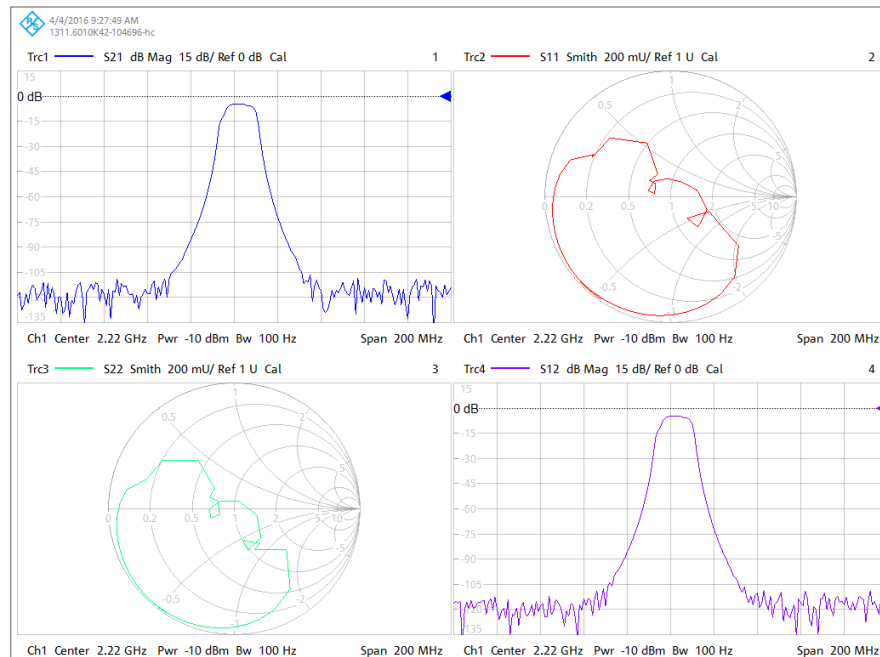 R&S 4/4/2016 9:27:49 AM
1311.6010K42-104696-hc
Trc1 S21 dB Mag 15 dB/ Ref 0 dB Cal 1
15
0 dB
-15
-30
-45
-60
-75
-90
-105
-135
Ch1 Center 2.22 GHz Pwr -10 dBm Bw 100 Hz Span 200 MHz
Trc2 S11 Smith 200 mU/ Ref 1 U Cal 2
1
0.5 2
5
0 0.2 0.5 1 2 5 10
-5
-0.5 -2
-1
Ch1 Center 2.22 GHz Pwr -10 dBm Bw 100 Hz Span 200 MHz
Trc3 S22 Smith 200 mU/ Ref 1 U Cal 3
1
0.5 2
5
0 0.2 0.5 1 2 5 10
-5
-0.5 -2
-1
Ch1 Center 2.22 GHz Pwr -10 dBm Bw 100 Hz Span 200 MHz
Trc4 S12 dB Mag 15 dB/ Ref 0 dB Cal 4
15
0 dB
-15
-30
-45
-60
-75
-90
-105
-135
Ch1 Center 2.22 GHz Pwr -10 dBm Bw 100 Hz Span 200 MHz